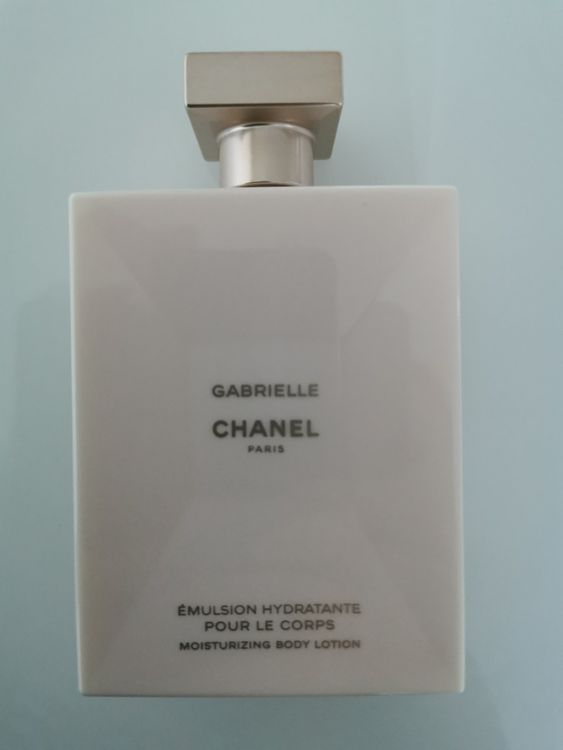 GABRIELLE
CHANEL
PARIS
ÉMULSION HYDRATANTE
POUR LE CORPS
MOISTURIZING BODY LOTION